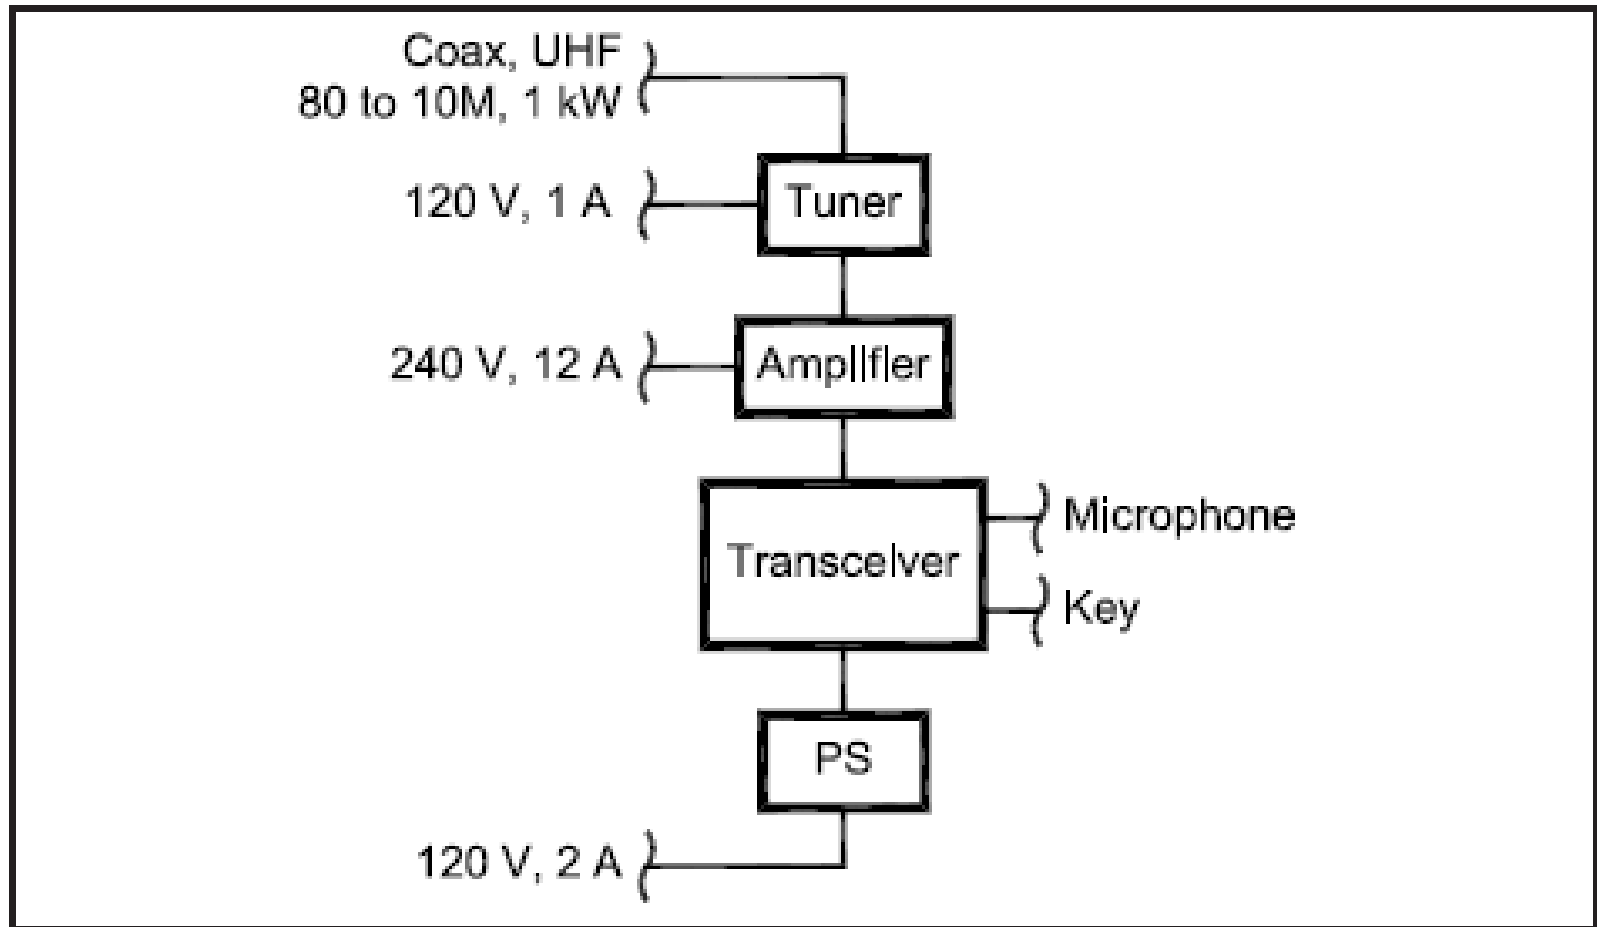 Coax, UHF
80 to 10M, 1 kW
120 V, 1 A
Tuner
240 V, 12 A
Amplifier
Transceiver
Microphone
Key
PS
120 V, 2 A